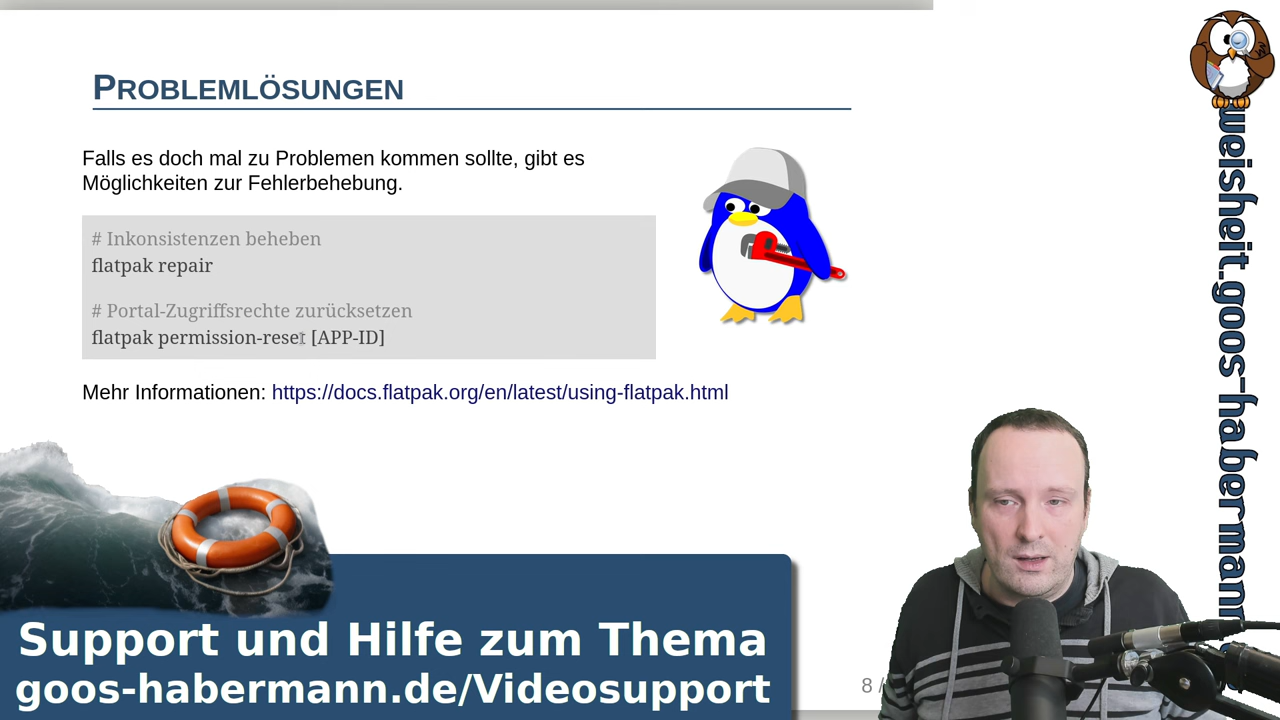 PROBLEMLÖSUNGEN
Falls es doch mal zu Problemen kommen sollte, gibt es
Möglichkeiten zur Fehlerbehebung.
# Inkonsistenzen beheben
flatpak repair
# Portal-Zugriffsrechte zurücksetzen
flatpak permission-reset [APP-ID]
Mehr Informationen: https://docs.flatpak.org/en/latest/using-flatpak.html
Support und Hilfe zum Thema
goos-habermann.de/Videosupport
8 /
weisheit.goos-habermann